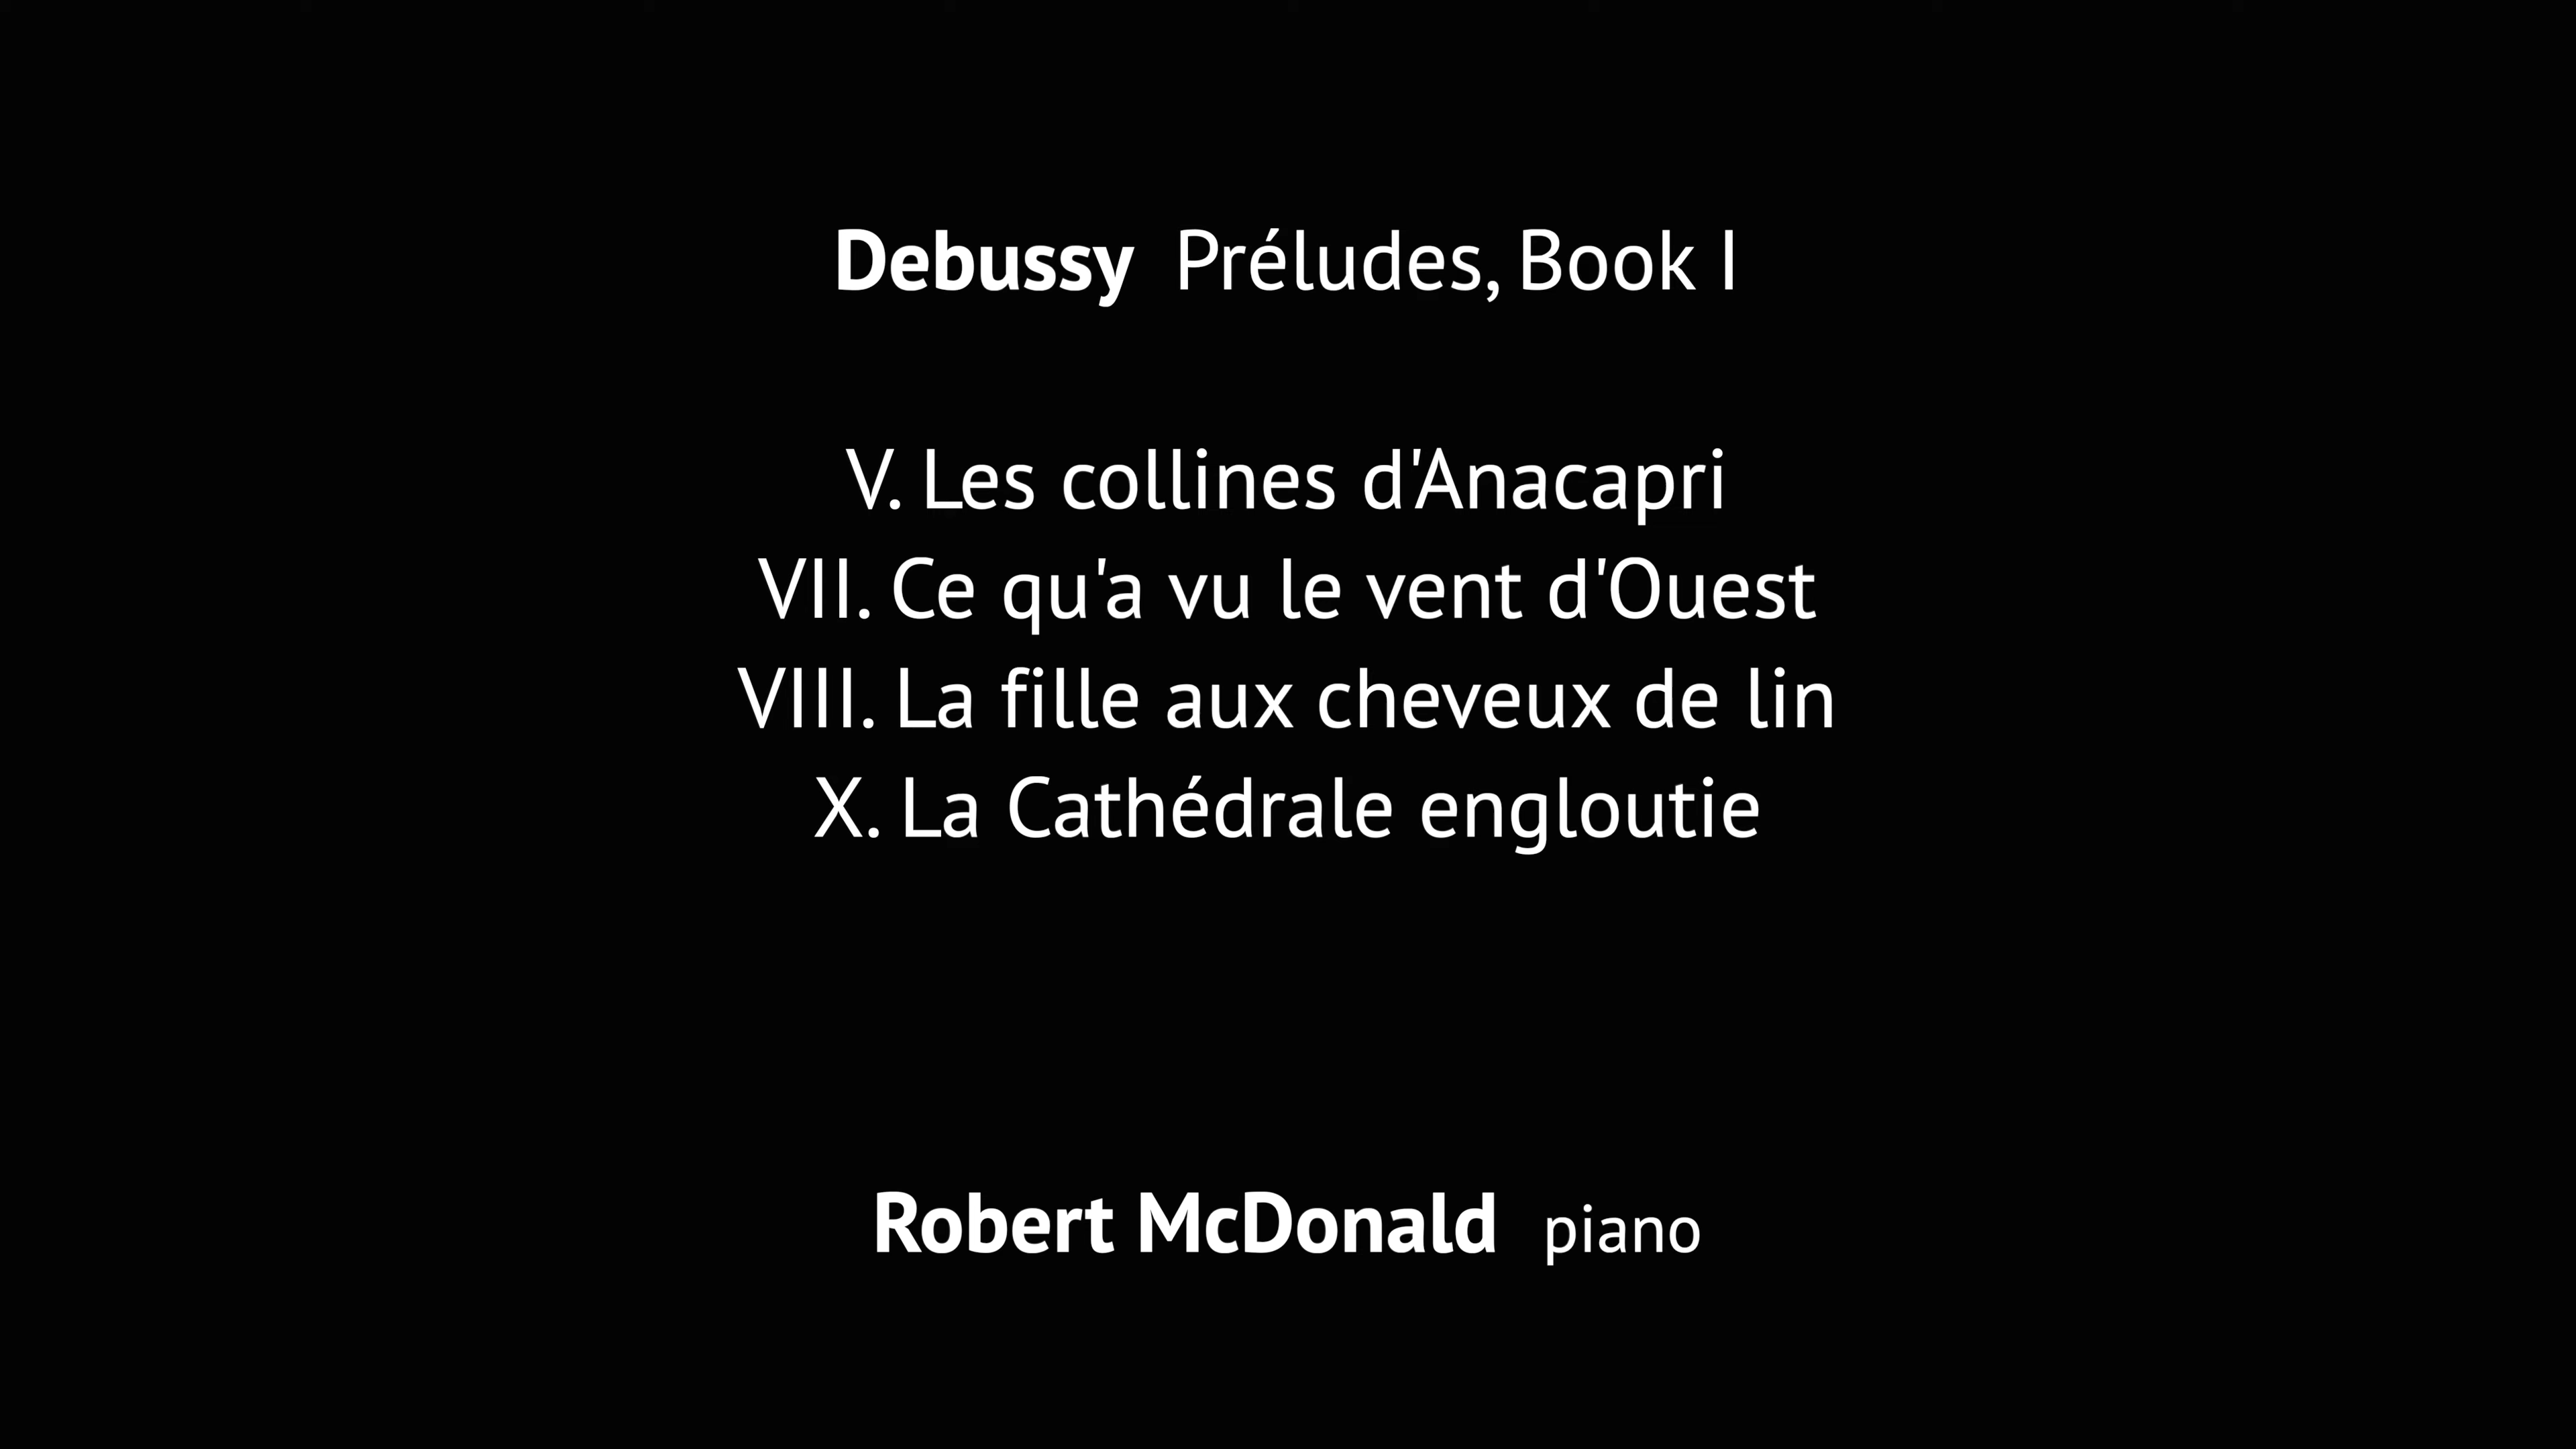 Debussy Préludes, Book I
V. Les collines d'Anacapri
VII. Ce qu'a vu le vent d'Ouest
VIII. La fille aux cheveux de lin
X. La Cathédrale engloutie
Robert McDonald piano